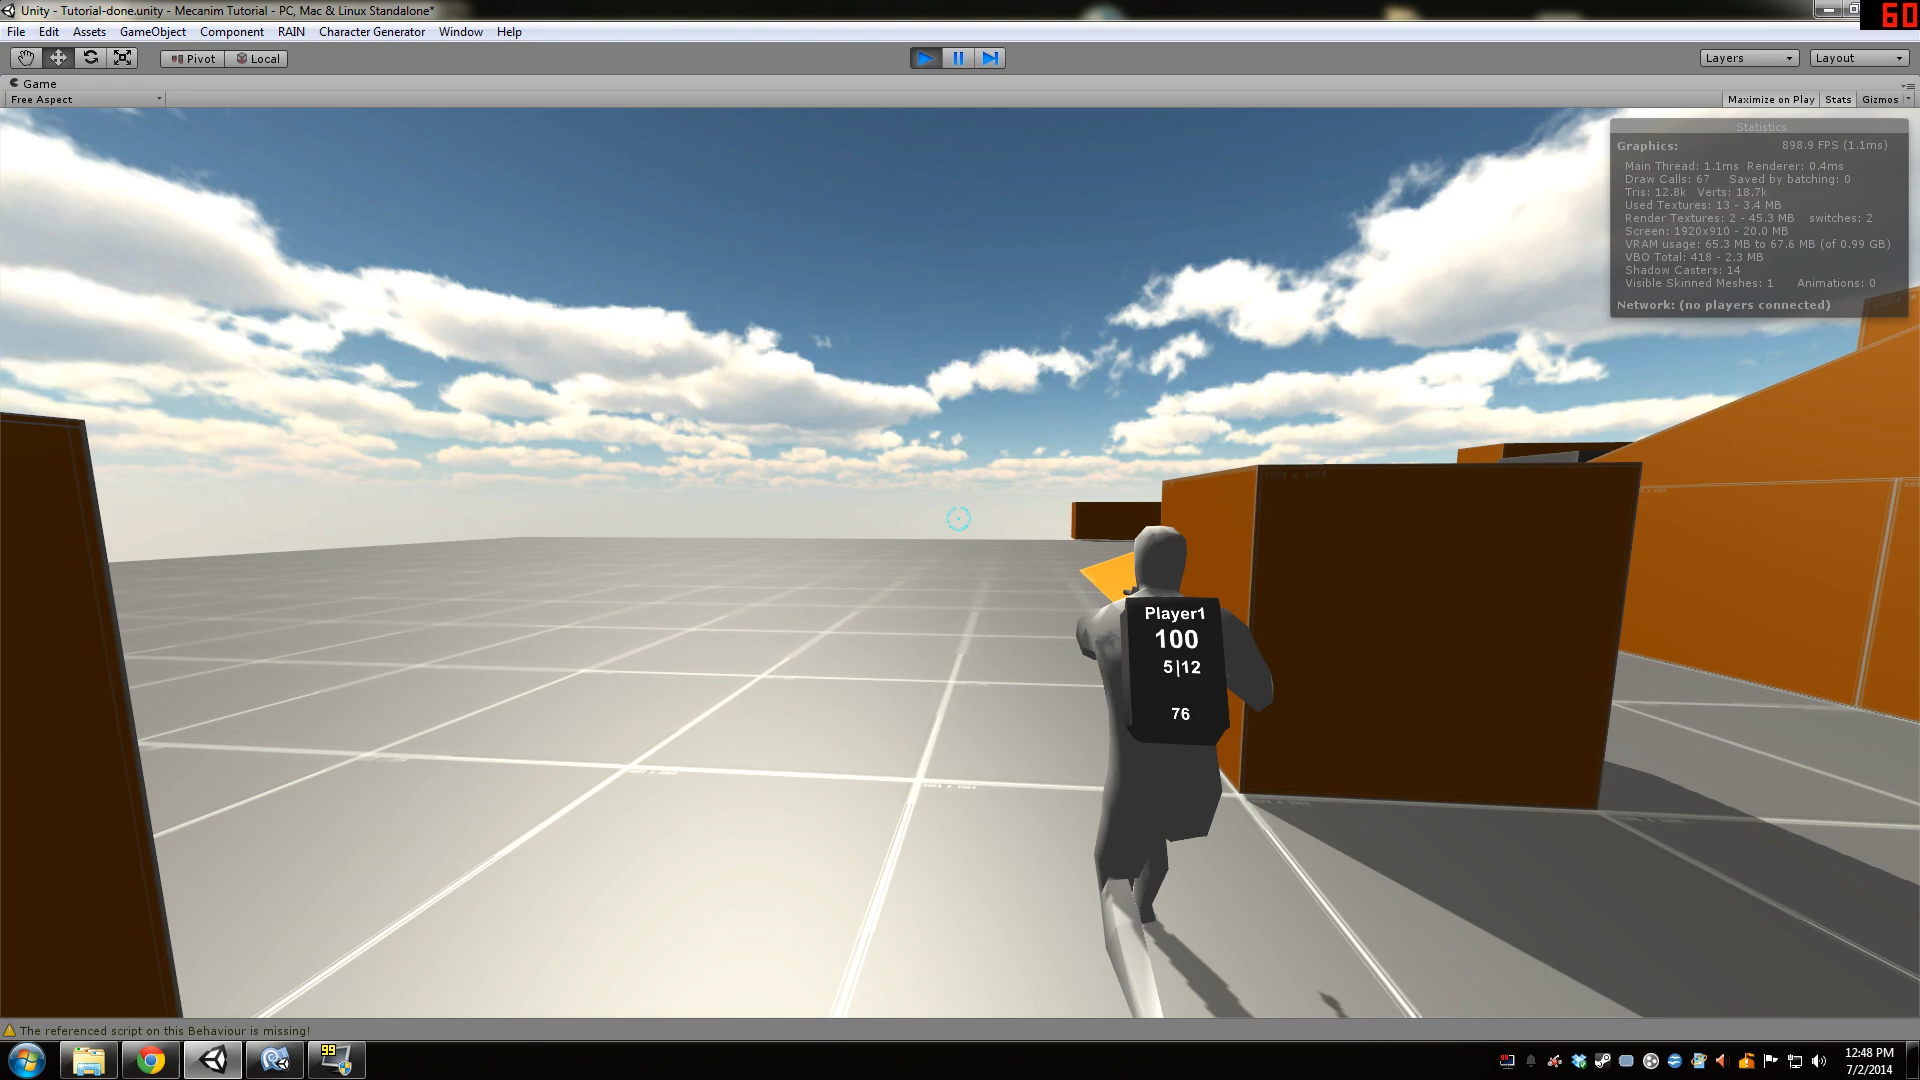 Unity - Tutorial-done.unity - Mecanim Tutorial - PC, Mac & Linux Standalone*
60
File Edit Assets GameObject Component RAIN Character Generator Window Help
Pivot Local Layers Layout
Game
Free Aspect Maximize on Play Stats Gizmos
Statistics
Graphics: 898.9 FPS (1.1ms)
Main Thread: 1.1ms Renderer: 0.4ms
Draw Calls: 67 Saved by batching: 0
Tris: 12.8k Verts: 18.7k
Used Textures: 13 - 3.4 MB
Render Textures: 2 - 45.3 MB switches: 2
Screen: 1920x910 - 20.0 MB
VRAM usage: 65.3 MB to 67.6 MB (of 0.99 GB)
VBO Total: 418 - 2.3 MB
Shadow Casters: 14
Visible Skinned Meshes: 1 Animations: 0
Network: (no players connected)
Player1
100
5|12
76
The referenced script on this Behaviour is missing!
99
12:48 PM
7/2/2014